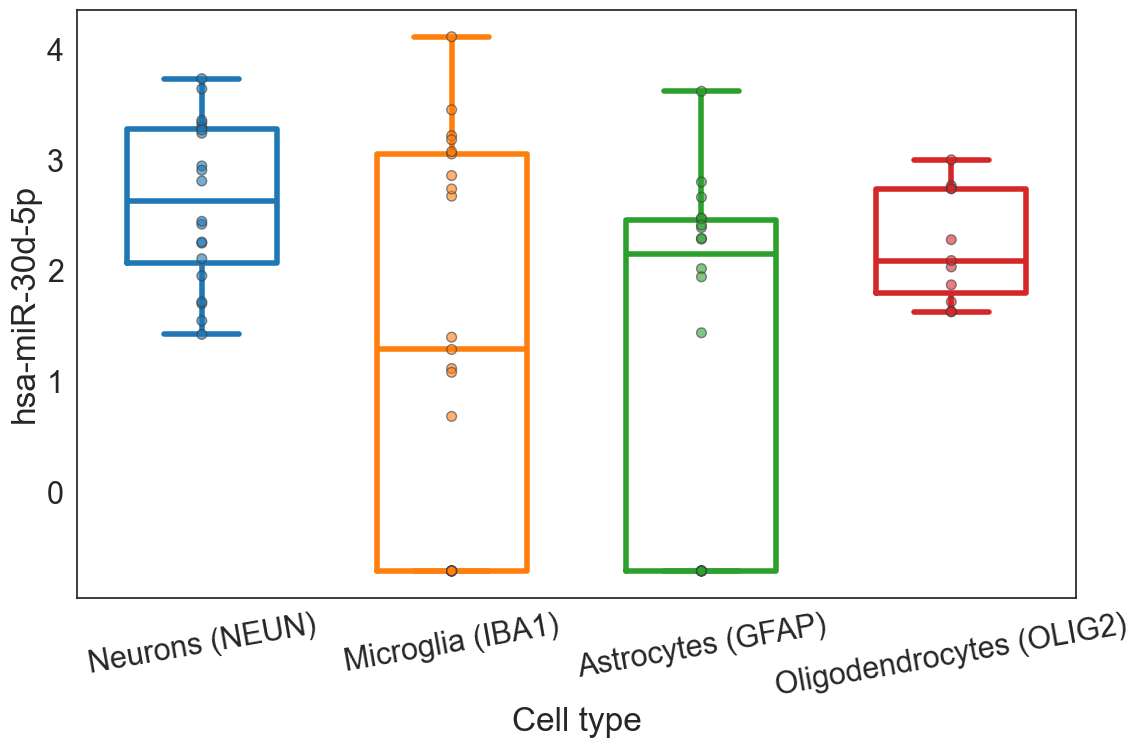 hsa-miR-30d-5p
4
3
2
1
0
Neurons (NEUN)
Microglia (IBA1)
Astrocytes (GFAP)
Oligodendrocytes (OLIG2)
Cell type